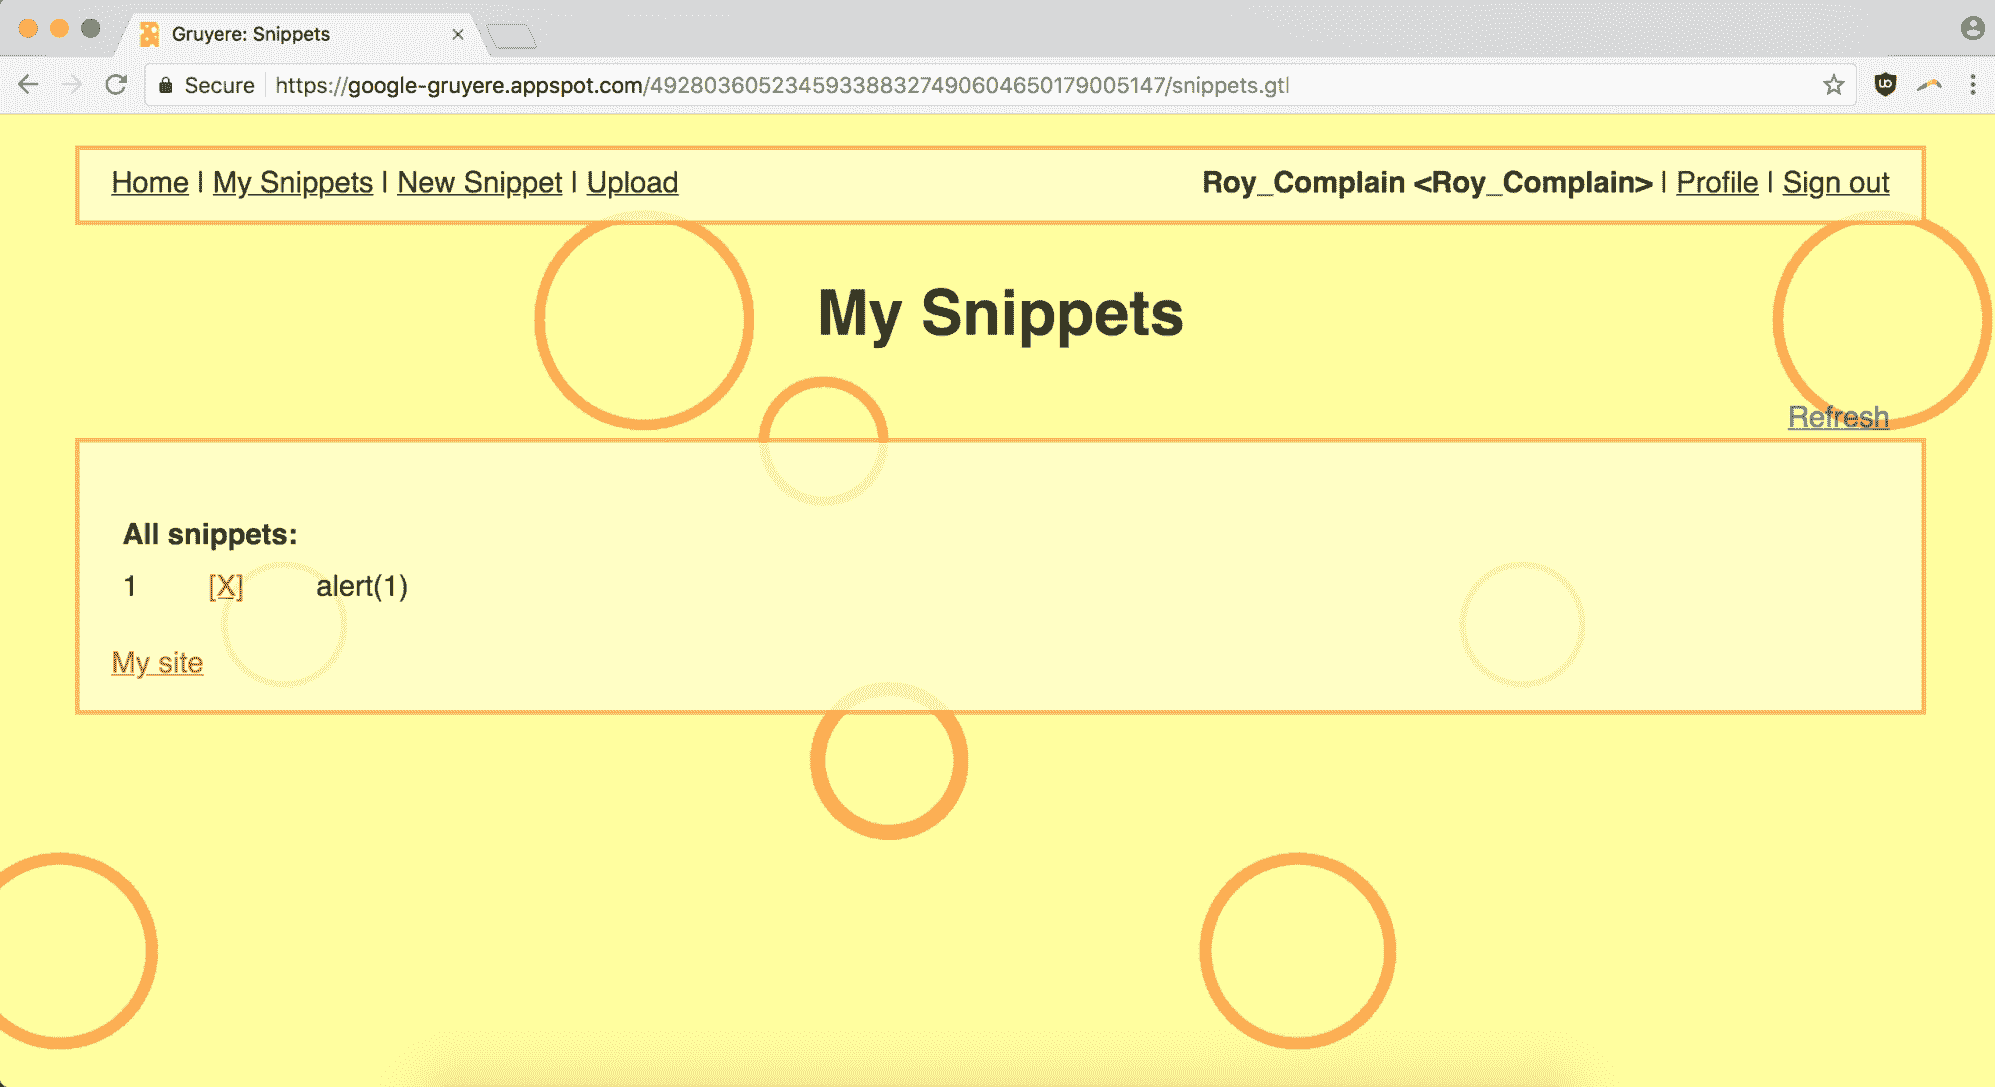 Gruyere: Snippets
Secure https://google-gruyere.appspot.com/492803605234593388327490604650179005147/snippets.gtl
Home | My Snippets | New Snippet | Upload
Roy_Complain <Roy_Complain> | Profile | Sign out
My Snippets
Refresh
All snippets:
1 [X] alert(1)
My site